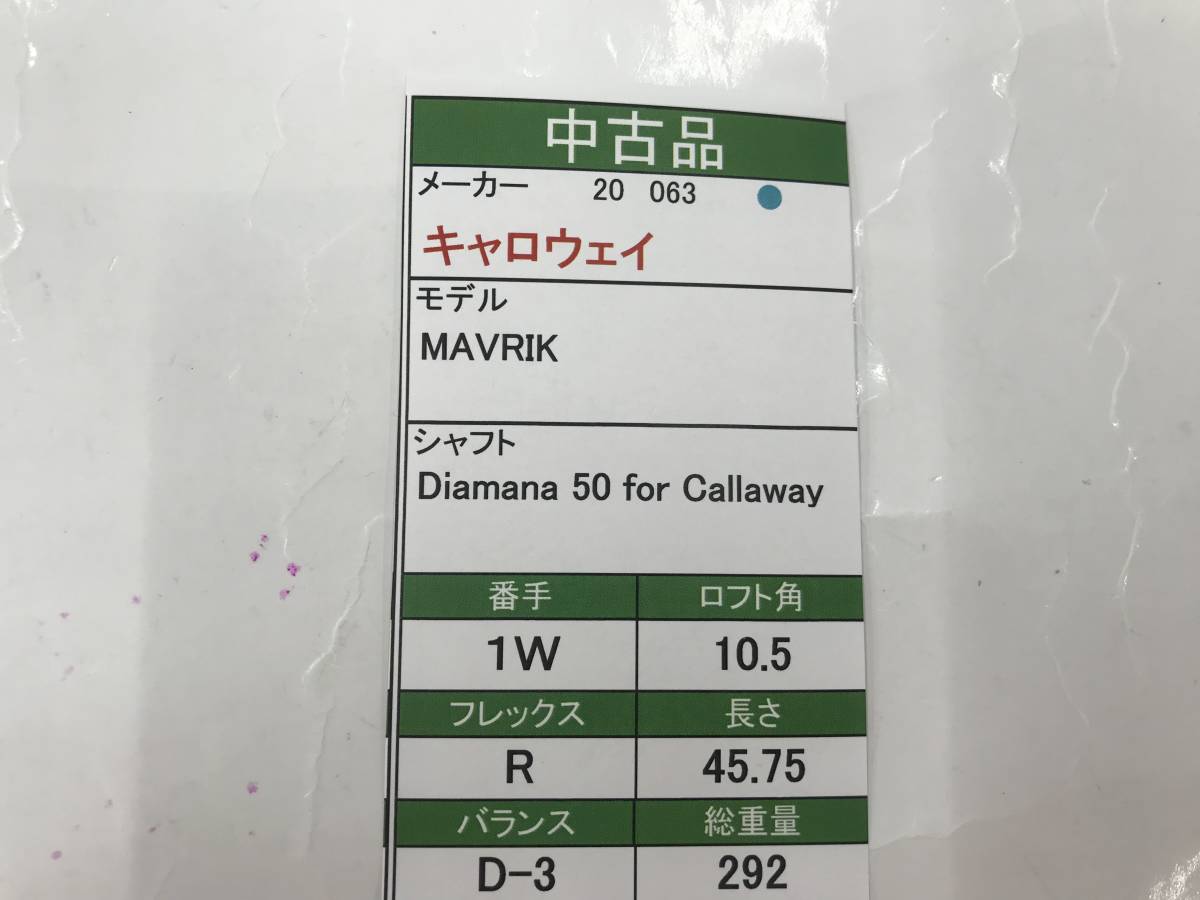 中古品
メーカー 20 063
キャロウェイ
モデル
MAVRIK
シャフト
Diamana 50 for Callaway
番手 ロフト角
1W 10.5
フレックス 長さ
R 45.75
バランス 総重量
D-3 292